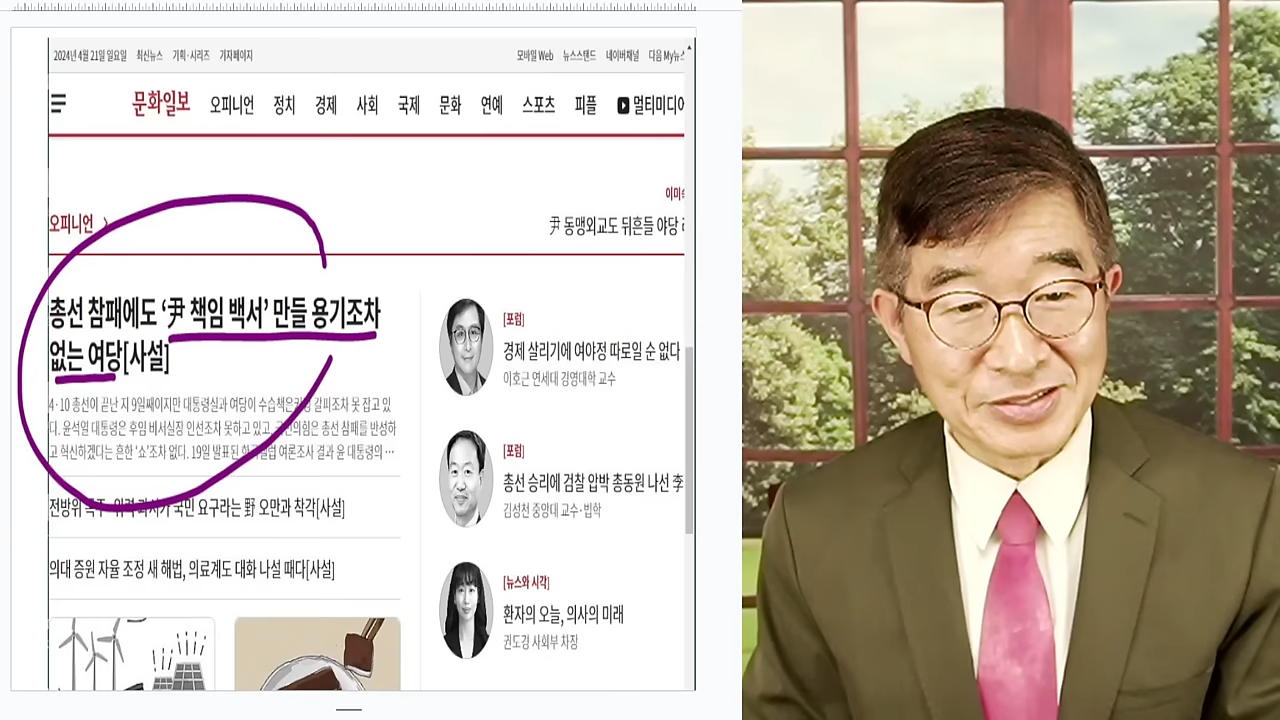 2024년 4월 21일 일요일 최신뉴스 기획·시리즈 기자페이지 모바일 Web 뉴스스탠드 네이버채널 다음 My뉴스
문화일보 오피니언 정치 경제 사회 국제 문화 연예 스포츠 피플 멀티미디어
오피니언
尹 동맹외교도 뒤흔들 야당
총선 참패에도 ‘尹 책임 백서’ 만들 용기조차
없는 여당[사설]
4·10 총선이 끝난 지 9일째이지만 대통령실과 여당이 수습책은커녕 갈피조차 못 잡고 있
다. 윤석열 대통령은 후임 비서실장 인선조차 못하고 있고, 국민의힘은 총선 참패를 반성하
고 혁신하겠다는 흔한 ‘쇼’조차 없다. 19일 발표된 한국갤럽 여론조사 결과 윤 대통령의 …
전방위 폭주·위력 과시가 국민 요구라는 野 오만과 착각[사설]
의대 증원 자율 조정 새 해법, 의료계도 대화 나설 때다[사설]
[포럼]
경제 살리기에 여야정 따로일 순 없다
이호근 연세대 김영대학 교수
[포럼]
총선 승리에 검찰 압박 총동원 나선 李
김성천 중앙대 교수·법학
[뉴스와 시각]
환자의 오늘, 의사의 미래
권도경 사회부 차장